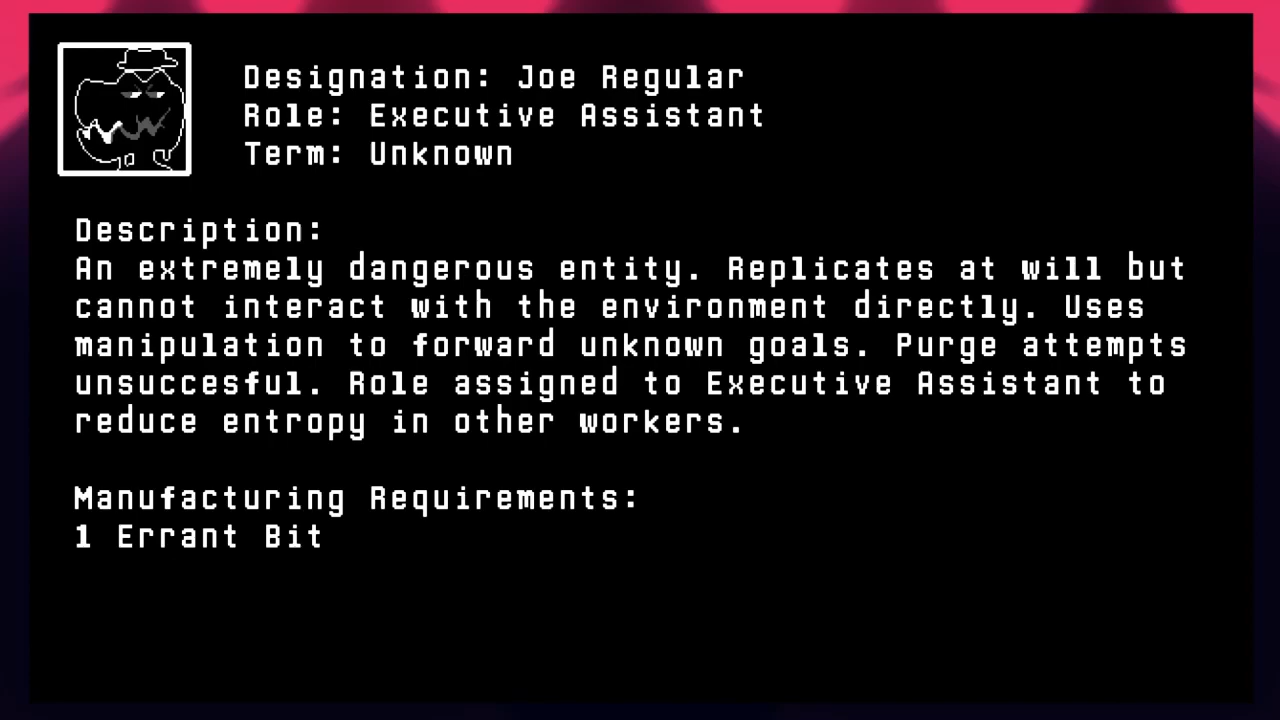 Designation: Joe Regular
Role: Executive Assistant
Term: Unknown
Description:
An extremely dangerous entity. Replicates at will but
cannot interact with the environment directly. Uses
manipulation to forward unknown goals. Purge attempts
unsuccesful. Role assigned to Executive Assistant to
reduce entropy in other workers.
Manufacturing Requirements:
1 Errant Bit